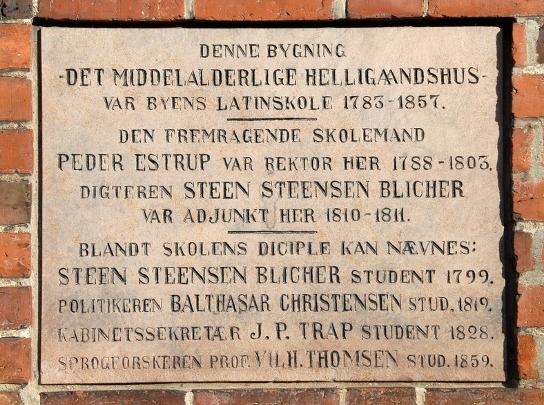 DENNE BYGNING
-DET MIDDELALDERLIGE HELLIGAANDSHUS-
VAR BYENS LATINSKOLE 1783-1857.
DEN FREMRAGENDE SKOLEMAND
PEDER ESTRUP VAR REKTOR HER 1788-1803,
DIGTEREN STEEN STEENSEN BLICHER
VAR ADJUNKT HER 1810-1811.
BLANDT SKOLENS DICIPLE KAN NÆVNES:
STEEN STEENSEN BLICHER STUDENT 1799.
POLITIKEREN BALTHASAR CHRISTENSEN STUD. 1819.
KABINETSSEKRETÆR J. P. TRAP STUDENT 1828.
SPROGFORSKEREN PROF. VILH. THOMSEN STUD. 1859.